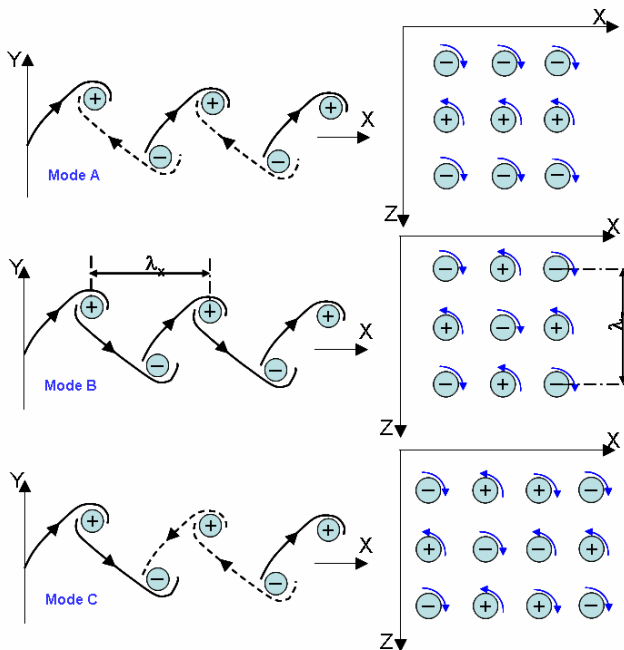 Y
+ + +
X
− −
Mode A
X
− − −
+ + +
− − −
Z
Y
λx
+ + +
X
− −
Mode B
X
− + −
+ − +
− + −
Z
Y
+ + +
X
− −
Mode C
X
− + + −
+ − − +
− + + −
Z